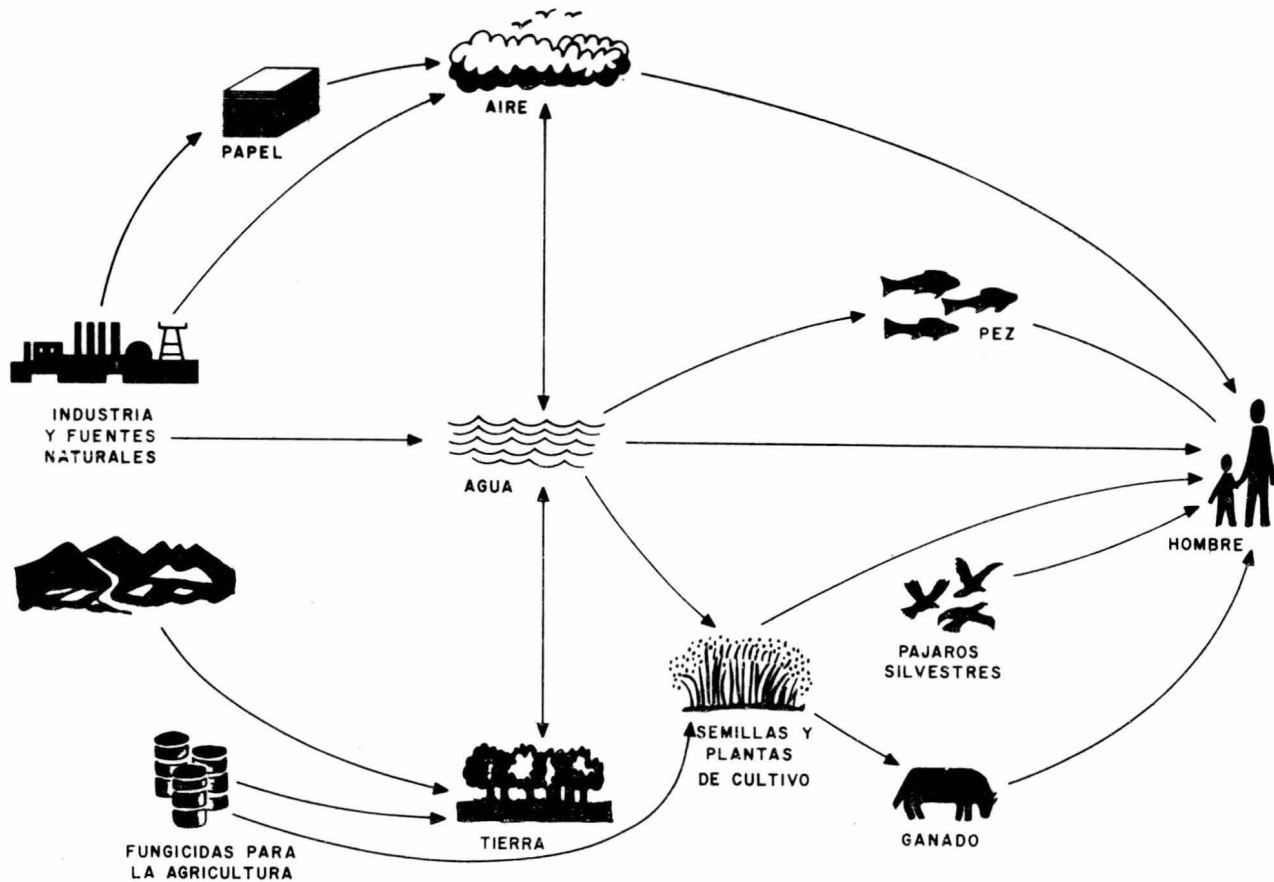 AIRE
PAPEL
PEZ
INDUSTRIA
Y FUENTES
NATURALES
AGUA
HOMBRE
PAJAROS
SILVESTRES
SEMILLAS Y
PLANTAS
DE CULTIVO
TIERRA
GANADO
FUNGICIDAS PARA
LA AGRICULTURA